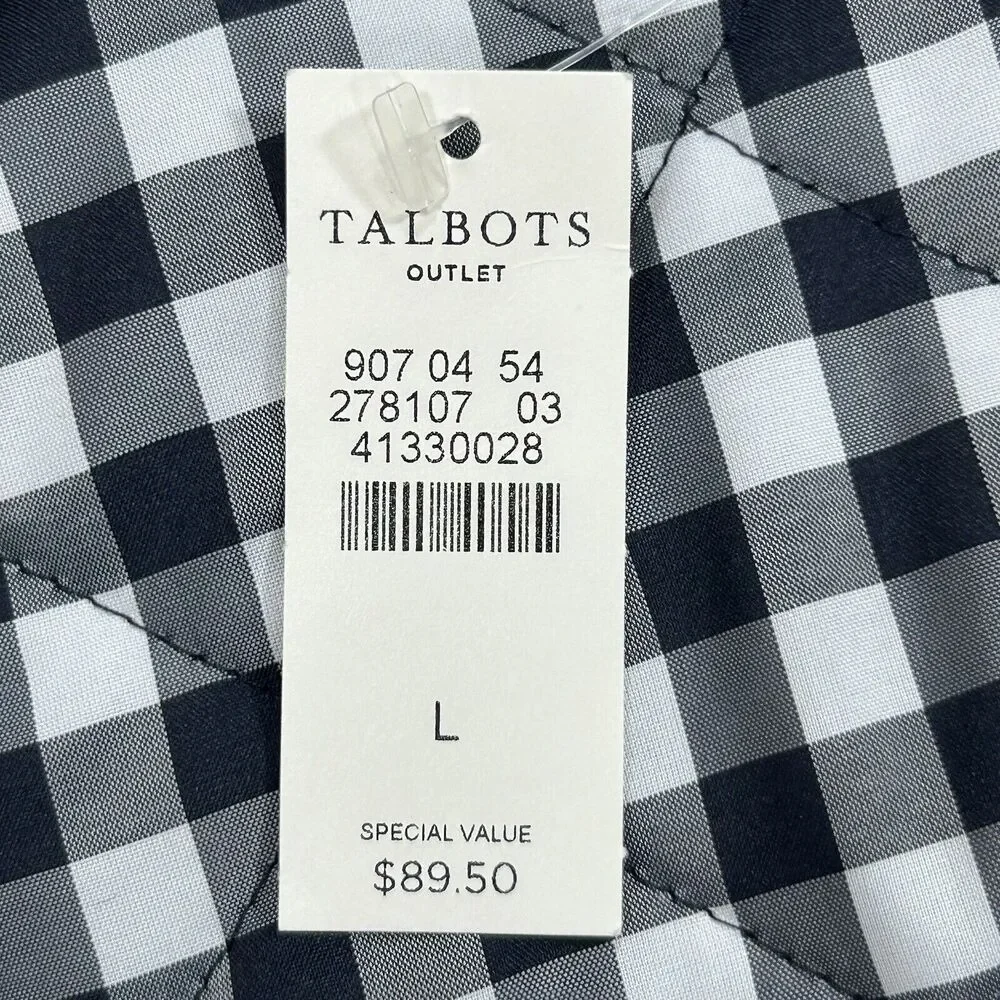 TALBOTS
OUTLET
907 04 54
278107 03
41330028
L
SPECIAL VALUE
$89.50